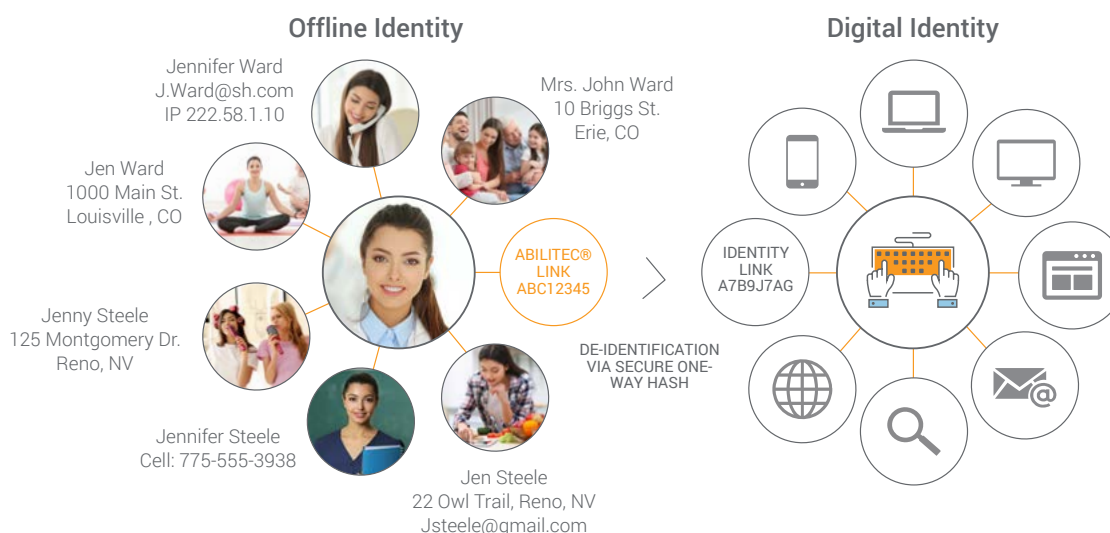 Offline Identity
Digital Identity
Jennifer Ward
J.Ward@sh.com
IP 222.58.1.10
Mrs. John Ward
10 Briggs St.
Erie, CO
Jen Ward
1000 Main St.
Louisville , CO
ABILITEC®
LINK
ABC12345
IDENTITY
LINK
A7B9J7AG
Jenny Steele
125 Montgomery Dr.
Reno, NV
DE-IDENTIFICATION
VIA SECURE ONE-
WAY HASH
Jennifer Steele
Cell: 775-555-3938
Jen Steele
22 Owl Trail, Reno, NV
Jsteele@gmail.com